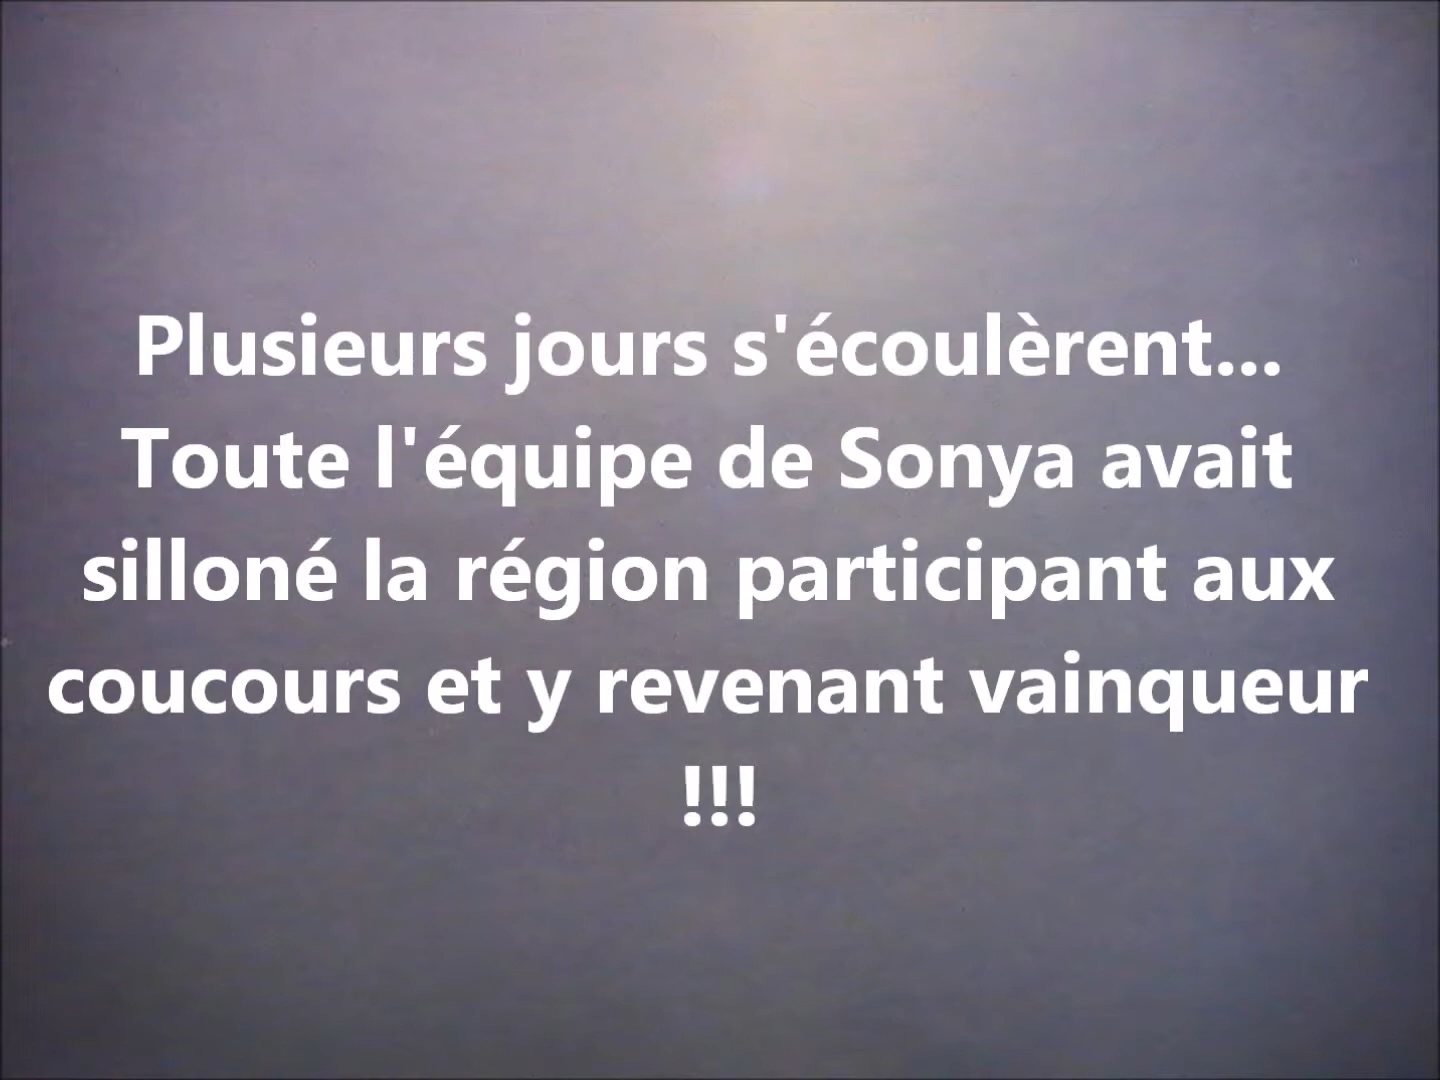 Plusieurs jours s'écoulèrent...
Toute l'équipe de Sonya avait
silloné la région participant aux
coucours et y revenant vainqueur
!!!